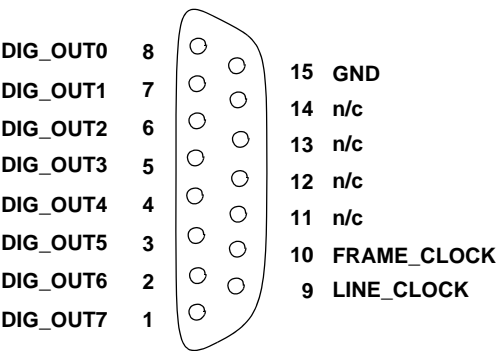 DIG_OUT0 8
DIG_OUT1 7
DIG_OUT2 6
DIG_OUT3 5
DIG_OUT4 4
DIG_OUT5 3
DIG_OUT6 2
DIG_OUT7 1
15 GND
14 n/c
13 n/c
12 n/c
11 n/c
10 FRAME_CLOCK
9 LINE_CLOCK